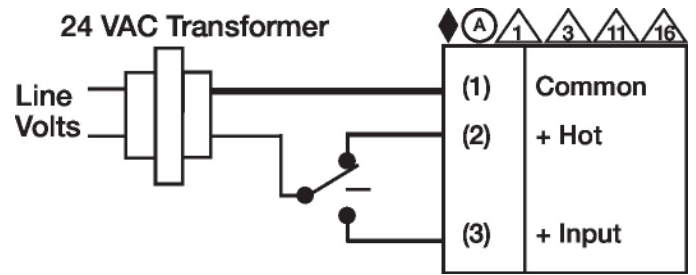 24 VAC Transformer
A 1 3 11 16
Line
Volts
(1) Common
(2) + Hot
(3) + Input